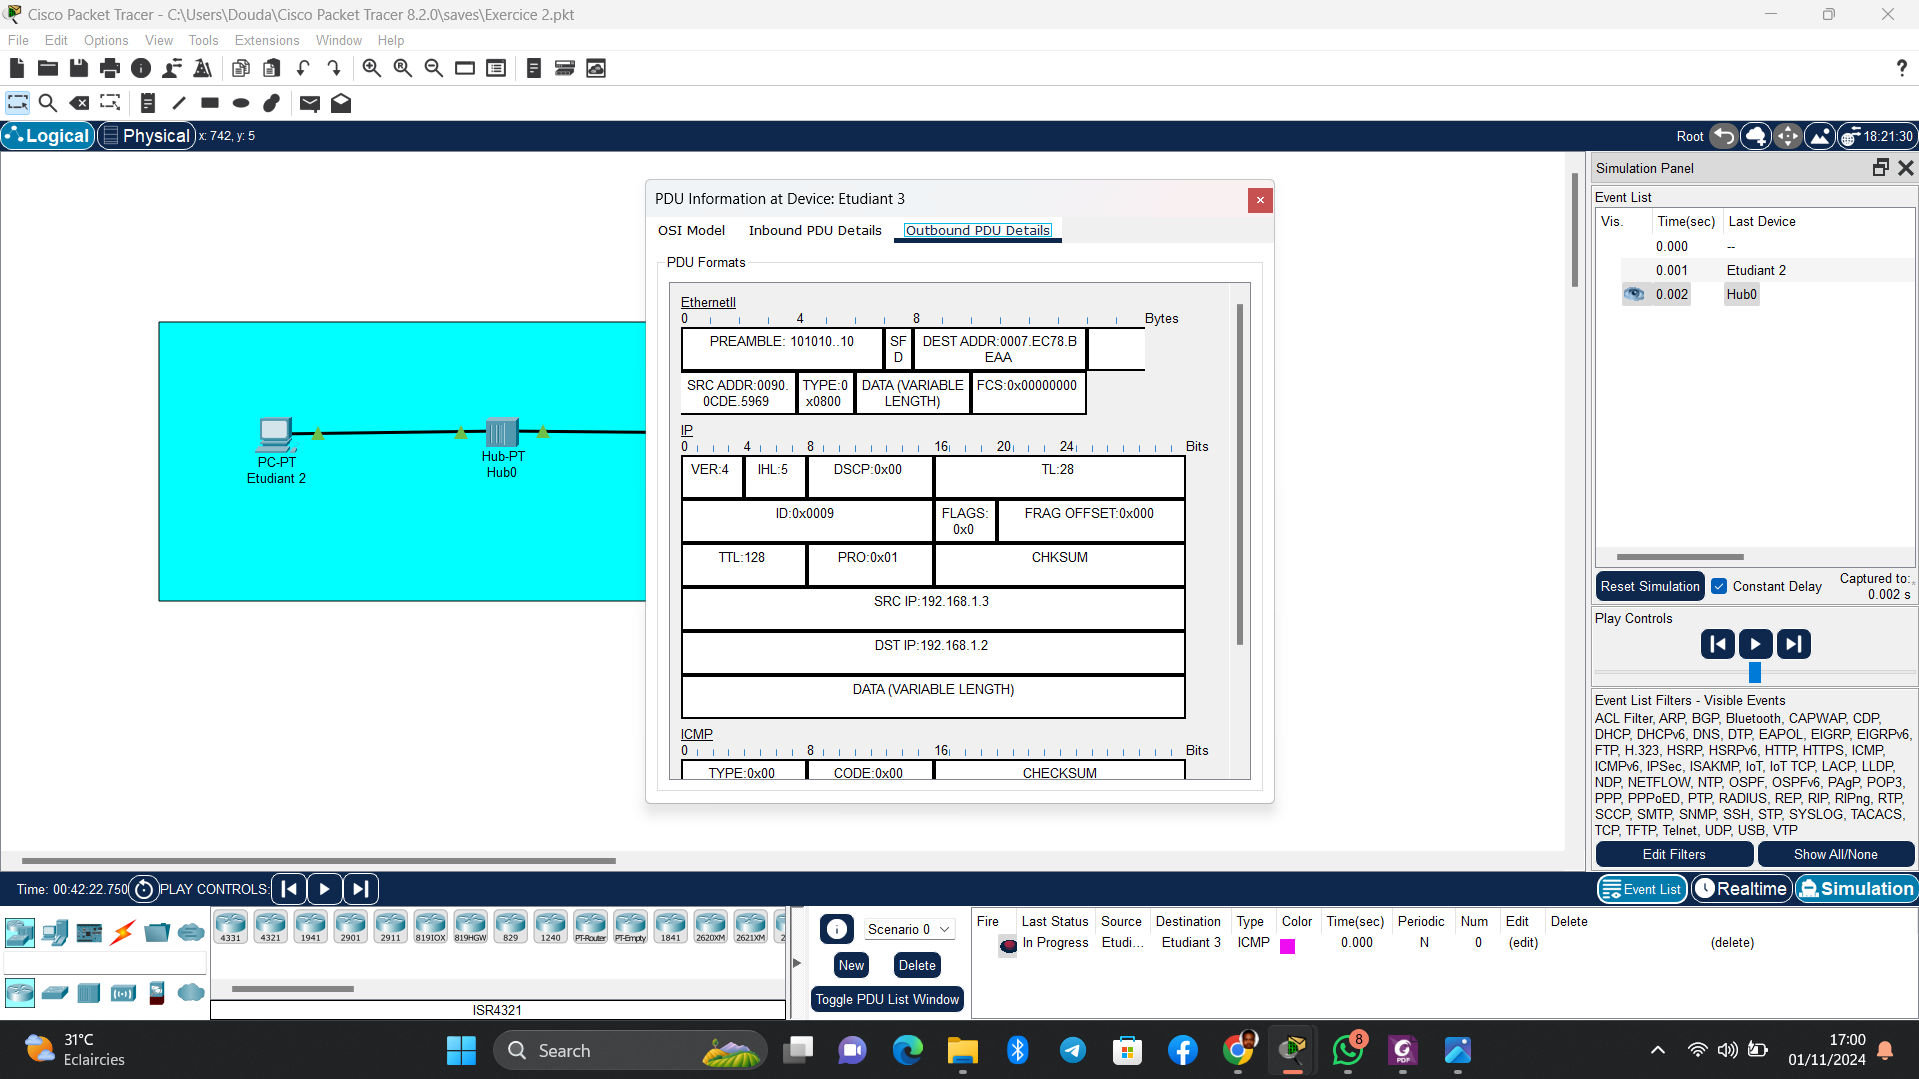 Cisco Packet Tracer - C:\Users\Douda\Cisco Packet Tracer 8.2.0\saves\Exercice 2.pkt
File Edit Options View Tools Extensions Window Help
?
Logical Physical x: 742, y: 5
Root 18:21:30
PDU Information at Device: Etudiant 3
OSI Model Inbound PDU Details Outbound PDU Details
PDU Formats
EthernetII
0 4 8 Bytes
PREAMBLE: 101010..10 SF DEST ADDR:0007.EC78.B
D EAA
SRC ADDR:0090. TYPE:0 DATA (VARIABLE FCS:0x00000000
0CDE.5969 x0800 LENGTH)
IP
0 4 8 16 20 24 Bits
VER:4 IHL:5 DSCP:0x00 TL:28
ID:0x0009 FLAGS: FRAG OFFSET:0x000
0x0
TTL:128 PRO:0x01 CHKSUM
SRC IP:192.168.1.3
DST IP:192.168.1.2
DATA (VARIABLE LENGTH)
ICMP
0 8 16 Bits
TYPE:0x00 CODE:0x00 CHECKSUM
PC-PT
Etudiant 2
Hub-PT
Hub0
Simulation Panel
Event List
Vis. Time(sec) Last Device
0.000 --
0.001 Etudiant 2
0.002 Hub0
Reset Simulation Constant Delay Captured to:
0.002 s
Play Controls
Event List Filters - Visible Events
ACL Filter, ARP, BGP, Bluetooth, CAPWAP, CDP,
DHCP, DHCPv6, DNS, DTP, EAPOL, EIGRP, EIGRPv6,
FTP, H.323, HSRP, HSRPv6, HTTP, HTTPS, ICMP,
ICMPv6, IPSec, ISAKMP, IoT, IoT TCP, LACP, LLDP,
NDP, NETFLOW, NTP, OSPF, OSPFv6, PAgP, POP3,
PPP, PPPoED, PTP, RADIUS, REP, RIP, RIPng, RTP,
SCCP, SMTP, SNMP, SSH, STP, SYSLOG, TACACS,
TCP, TFTP, Telnet, UDP, USB, VTP
Edit Filters Show All/None
Time: 00:42:22.750 PLAY CONTROLS:
Event List Realtime Simulation
4331 4321 1941 2901 2911 819IOX 819HGW 829 1240 PT-Router PT-Empty 1841 2620XM 2621XM 2
ISR4321
Scenario 0
New Delete
Toggle PDU List Window
Fire Last Status Source Destination Type Color Time(sec) Periodic Num Edit Delete
In Progress Etudi... Etudiant 3 ICMP 0.000 N 0 (edit) (delete)
31°C
Eclaircies
Search
8
PDF
17:00
01/11/2024